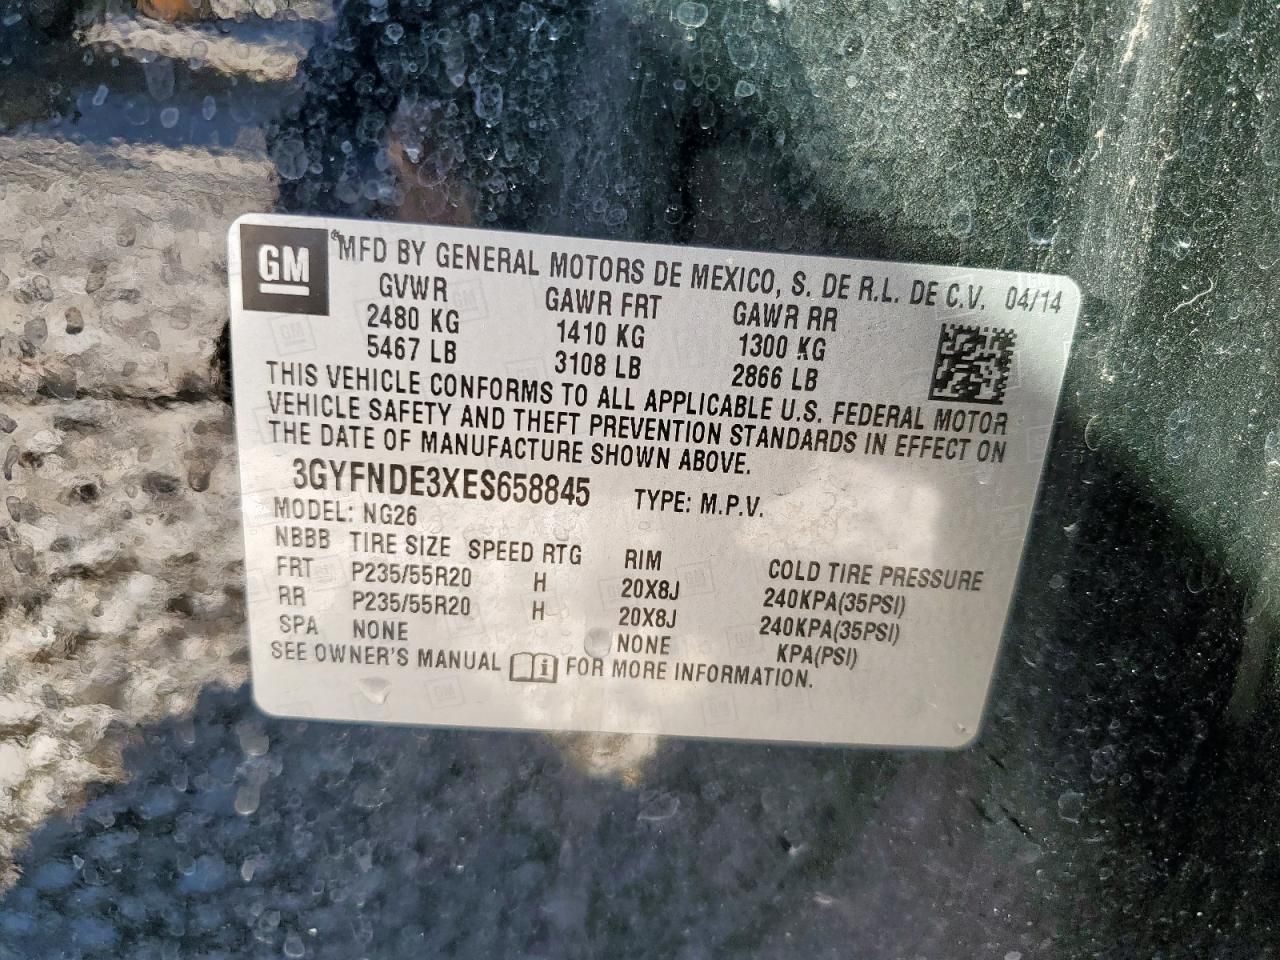 GM
MFD BY GENERAL MOTORS DE MEXICO, S. DE R.L. DE C.V. 04/14
GVWR GAWR FRT GAWR RR
2480 KG 1410 KG 1300 KG
5467 LB 3108 LB 2866 LB
THIS VEHICLE CONFORMS TO ALL APPLICABLE U.S. FEDERAL MOTOR
VEHICLE SAFETY AND THEFT PREVENTION STANDARDS IN EFFECT ON
THE DATE OF MANUFACTURE SHOWN ABOVE.
3GYFNDE3XES658845 TYPE: M.P.V.
MODEL: NG26
NBBB TIRE SIZE SPEED RTG RIM COLD TIRE PRESSURE
FRT P235/55R20 H 20X8J 240KPA(35PSI)
RR P235/55R20 H 20X8J 240KPA(35PSI)
SPA NONE NONE KPA(PSI)
SEE OWNER'S MANUAL FOR MORE INFORMATION.